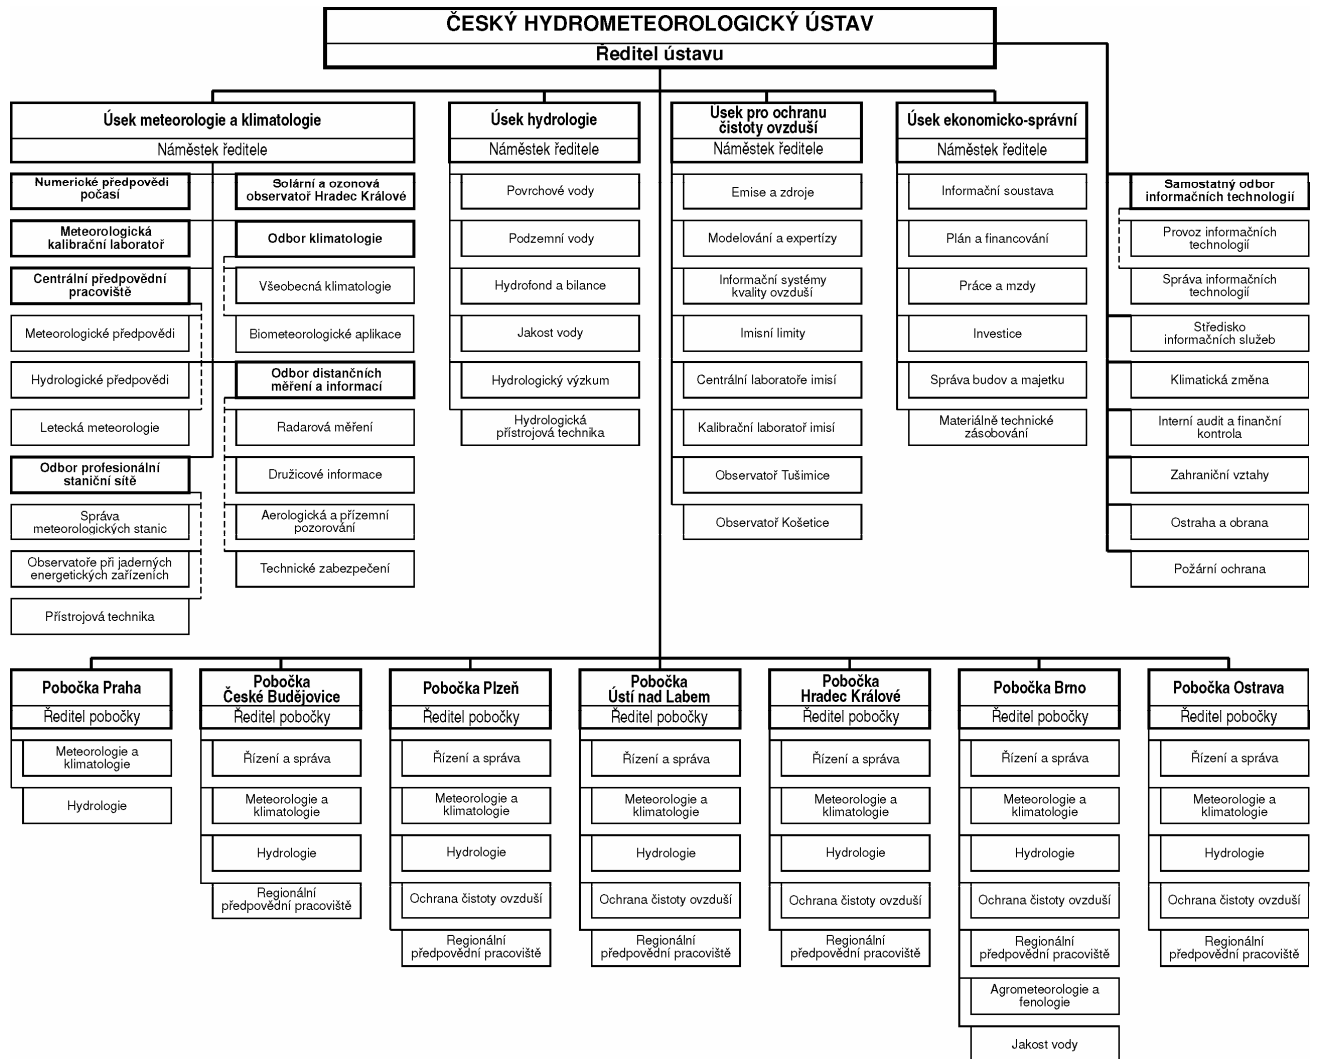 ČESKÝ HYDROMETEOROLOGICKÝ ÚSTAV
Ředitel ústavu
Úsek meteorologie a klimatologie
Náměstek ředitele
Numerické předpovědi
počasí
Meteorologická
kalibrační laboratoř
Centrální předpovědní
pracoviště
Meteorologické předpovědi
Hydrologické předpovědi
Letecká meteorologie
Odbor profesionální
staniční sítě
Správa
meteorologických stanic
Observatoře při jaderných
energetických zařízeních
Přístrojová technika
Solární a ozonová
observatoř Hradec Králové
Odbor klimatologie
Všeobecná klimatologie
Biometeorologické aplikace
Odbor distančních
měření a informací
Radarová měření
Družicové informace
Aerologická a přízemní
pozorování
Technické zabezpečení
Úsek hydrologie
Náměstek ředitele
Povrchové vody
Podzemní vody
Hydrofond a bilance
Jakost vody
Hydrologický výzkum
Hydrologická
přístrojová technika
Úsek pro ochranu
čistoty ovzduší
Náměstek ředitele
Emise a zdroje
Modelování a expertízy
Informační systémy
kvality ovzduší
Imisní limity
Centrální laboratoře imisí
Kalibrační laboratoř imisí
Observatoř Tušimice
Observatoř Košetice
Úsek ekonomicko-správní
Náměstek ředitele
Informační soustava
Plán a financování
Práce a mzdy
Investice
Správa budov a majetku
Materiálně technické
zásobování
Samostatný odbor
informačních technologií
Provoz informačních
technologií
Správa informačních
technologií
Středisko
informačních služeb
Klimatická změna
Interní audit a finanční
kontrola
Zahraniční vztahy
Ostraha a obrana
Požární ochrana
Pobočka Praha
Ředitel pobočky
Meteorologie a
klimatologie
Hydrologie
Pobočka
České Budějovice
Ředitel pobočky
Řízení a správa
Meteorologie a
klimatologie
Hydrologie
Regionální
předpovědní pracoviště
Pobočka Plzeň
Ředitel pobočky
Řízení a správa
Meteorologie a
klimatologie
Hydrologie
Ochrana čistoty ovzduší
Regionální
předpovědní pracoviště
Pobočka
Ústí nad Labem
Ředitel pobočky
Řízení a správa
Meteorologie a
klimatologie
Hydrologie
Ochrana čistoty ovzduší
Regionální
předpovědní pracoviště
Pobočka
Hradec Králové
Ředitel pobočky
Řízení a správa
Meteorologie a
klimatologie
Hydrologie
Ochrana čistoty ovzduší
Regionální
předpovědní pracoviště
Pobočka Brno
Ředitel pobočky
Řízení a správa
Meteorologie a
klimatologie
Hydrologie
Ochrana čistoty ovzduší
Regionální
předpovědní pracoviště
Agrometeorologie a
fenologie
Jakost vody
Pobočka Ostrava
Ředitel pobočky
Řízení a správa
Meteorologie a
klimatologie
Hydrologie
Ochrana čistoty ovzduší
Regionální
předpovědní pracoviště